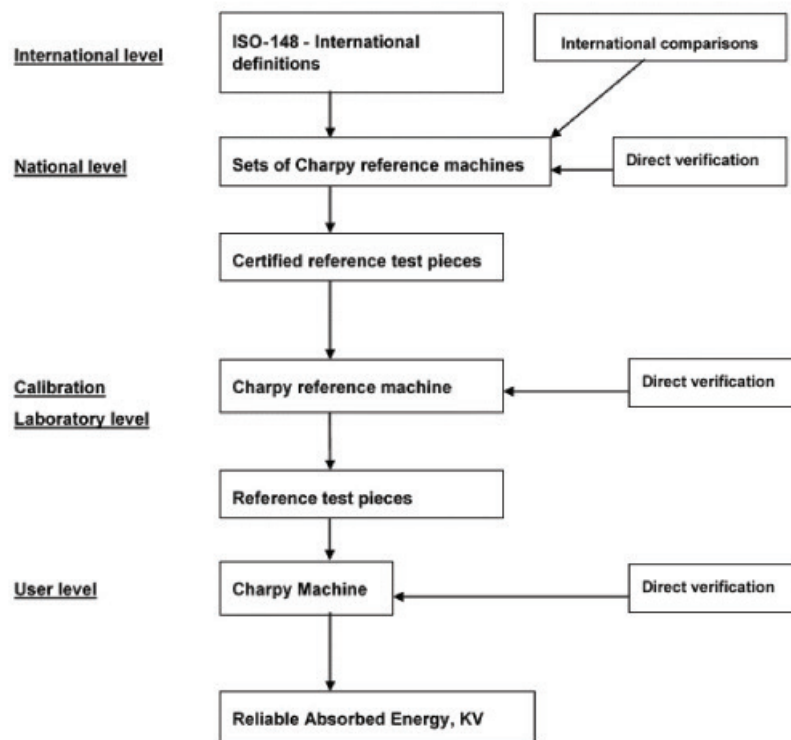 International level
ISO-148 - International
definitions
International comparisons
National level
Sets of Charpy reference machines
Direct verification
Certified reference test pieces
Calibration
Laboratory level
Charpy reference machine
Direct verification
Reference test pieces
User level
Charpy Machine
Direct verification
Reliable Absorbed Energy, KV